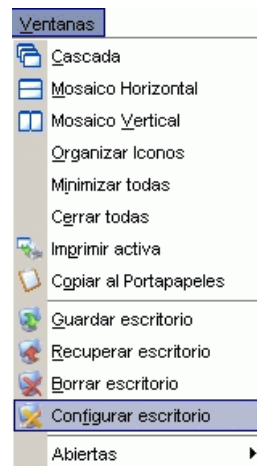 Ventanas
Cascada
Mosaico Horizontal
Mosaico Vertical
Organizar Iconos
Minimizar todas
Cerrar todas
Imprimir activa
Copiar al Portapapeles
Guardar escritorio
Recuperar escritorio
Borrar escritorio
Configurar escritorio
Abiertas